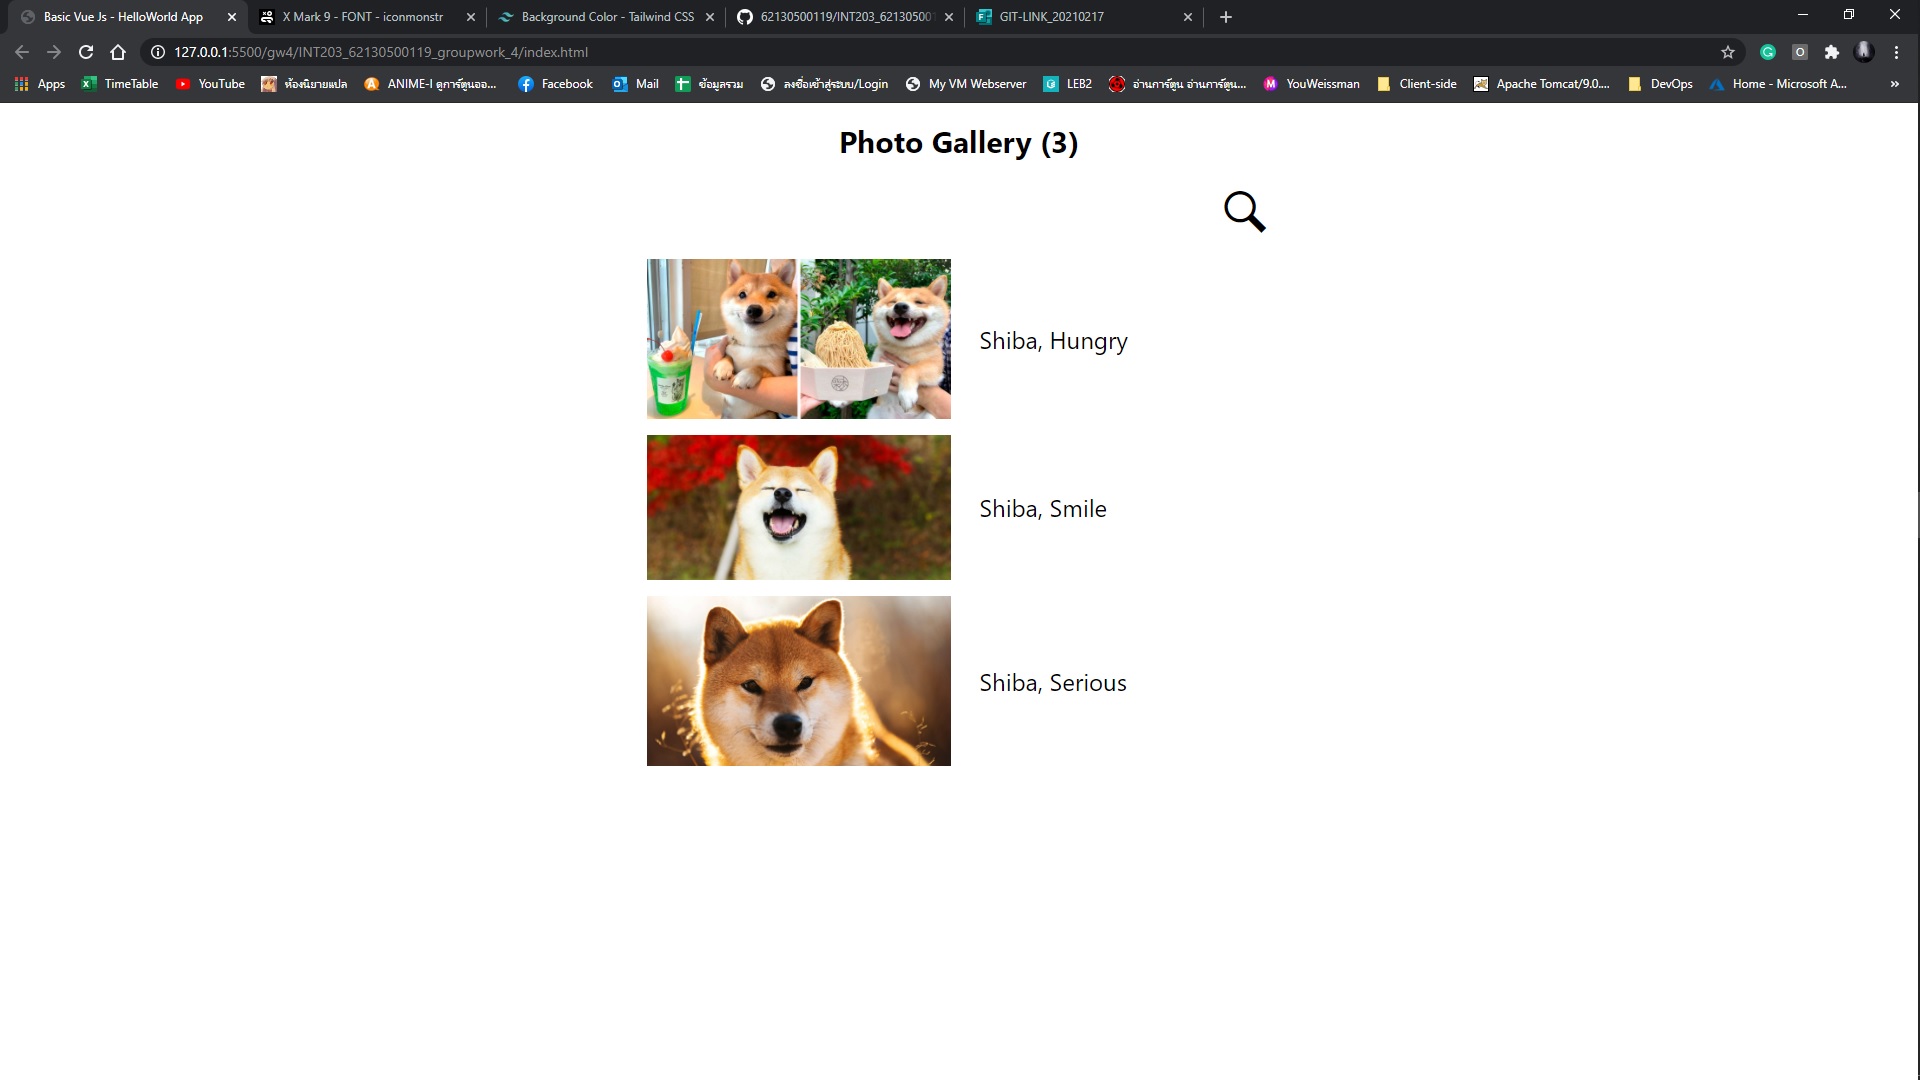 Basic Vue Js - HelloWorld App
X Mark 9 - FONT - iconmonstr
Background Color - Tailwind CSS
62130500119/INT203_621305001
GIT-LINK_20210217
127.0.0.1:5500/gw4/INT203_62130500119_groupwork_4/index.html
Apps TimeTable YouTube ห้องนิยายแปล ANIME-I ดูการ์ตูนออ... Facebook Mail ข้อมูลรวม ลงชื่อเข้าสู่ระบบ/Login My VM Webserver LEB2 อ่านการ์ตูน อ่านการ์ตูน... YouWeissman Client-side Apache Tomcat/9.0.... DevOps Home - Microsoft A... »
Photo Gallery (3)
Shiba, Hungry
Shiba, Smile
Shiba, Serious